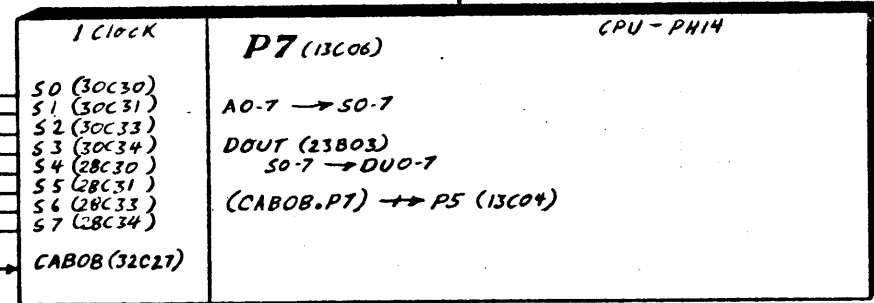 1 Clock
P7 (13C06)
CPU - PH14
S0 (30C30)
S1 (30C31)
S2 (30C33)
S3 (30C34)
S4 (28C30)
S5 (28C31)
S6 (28C33)
S7 (28C34)
CABOB (32C27)
A0-7 → S0-7
DOUT (23B03)
S0-7 → DU0-7
(CABOB.P7) ⇸ P5 (13C04)